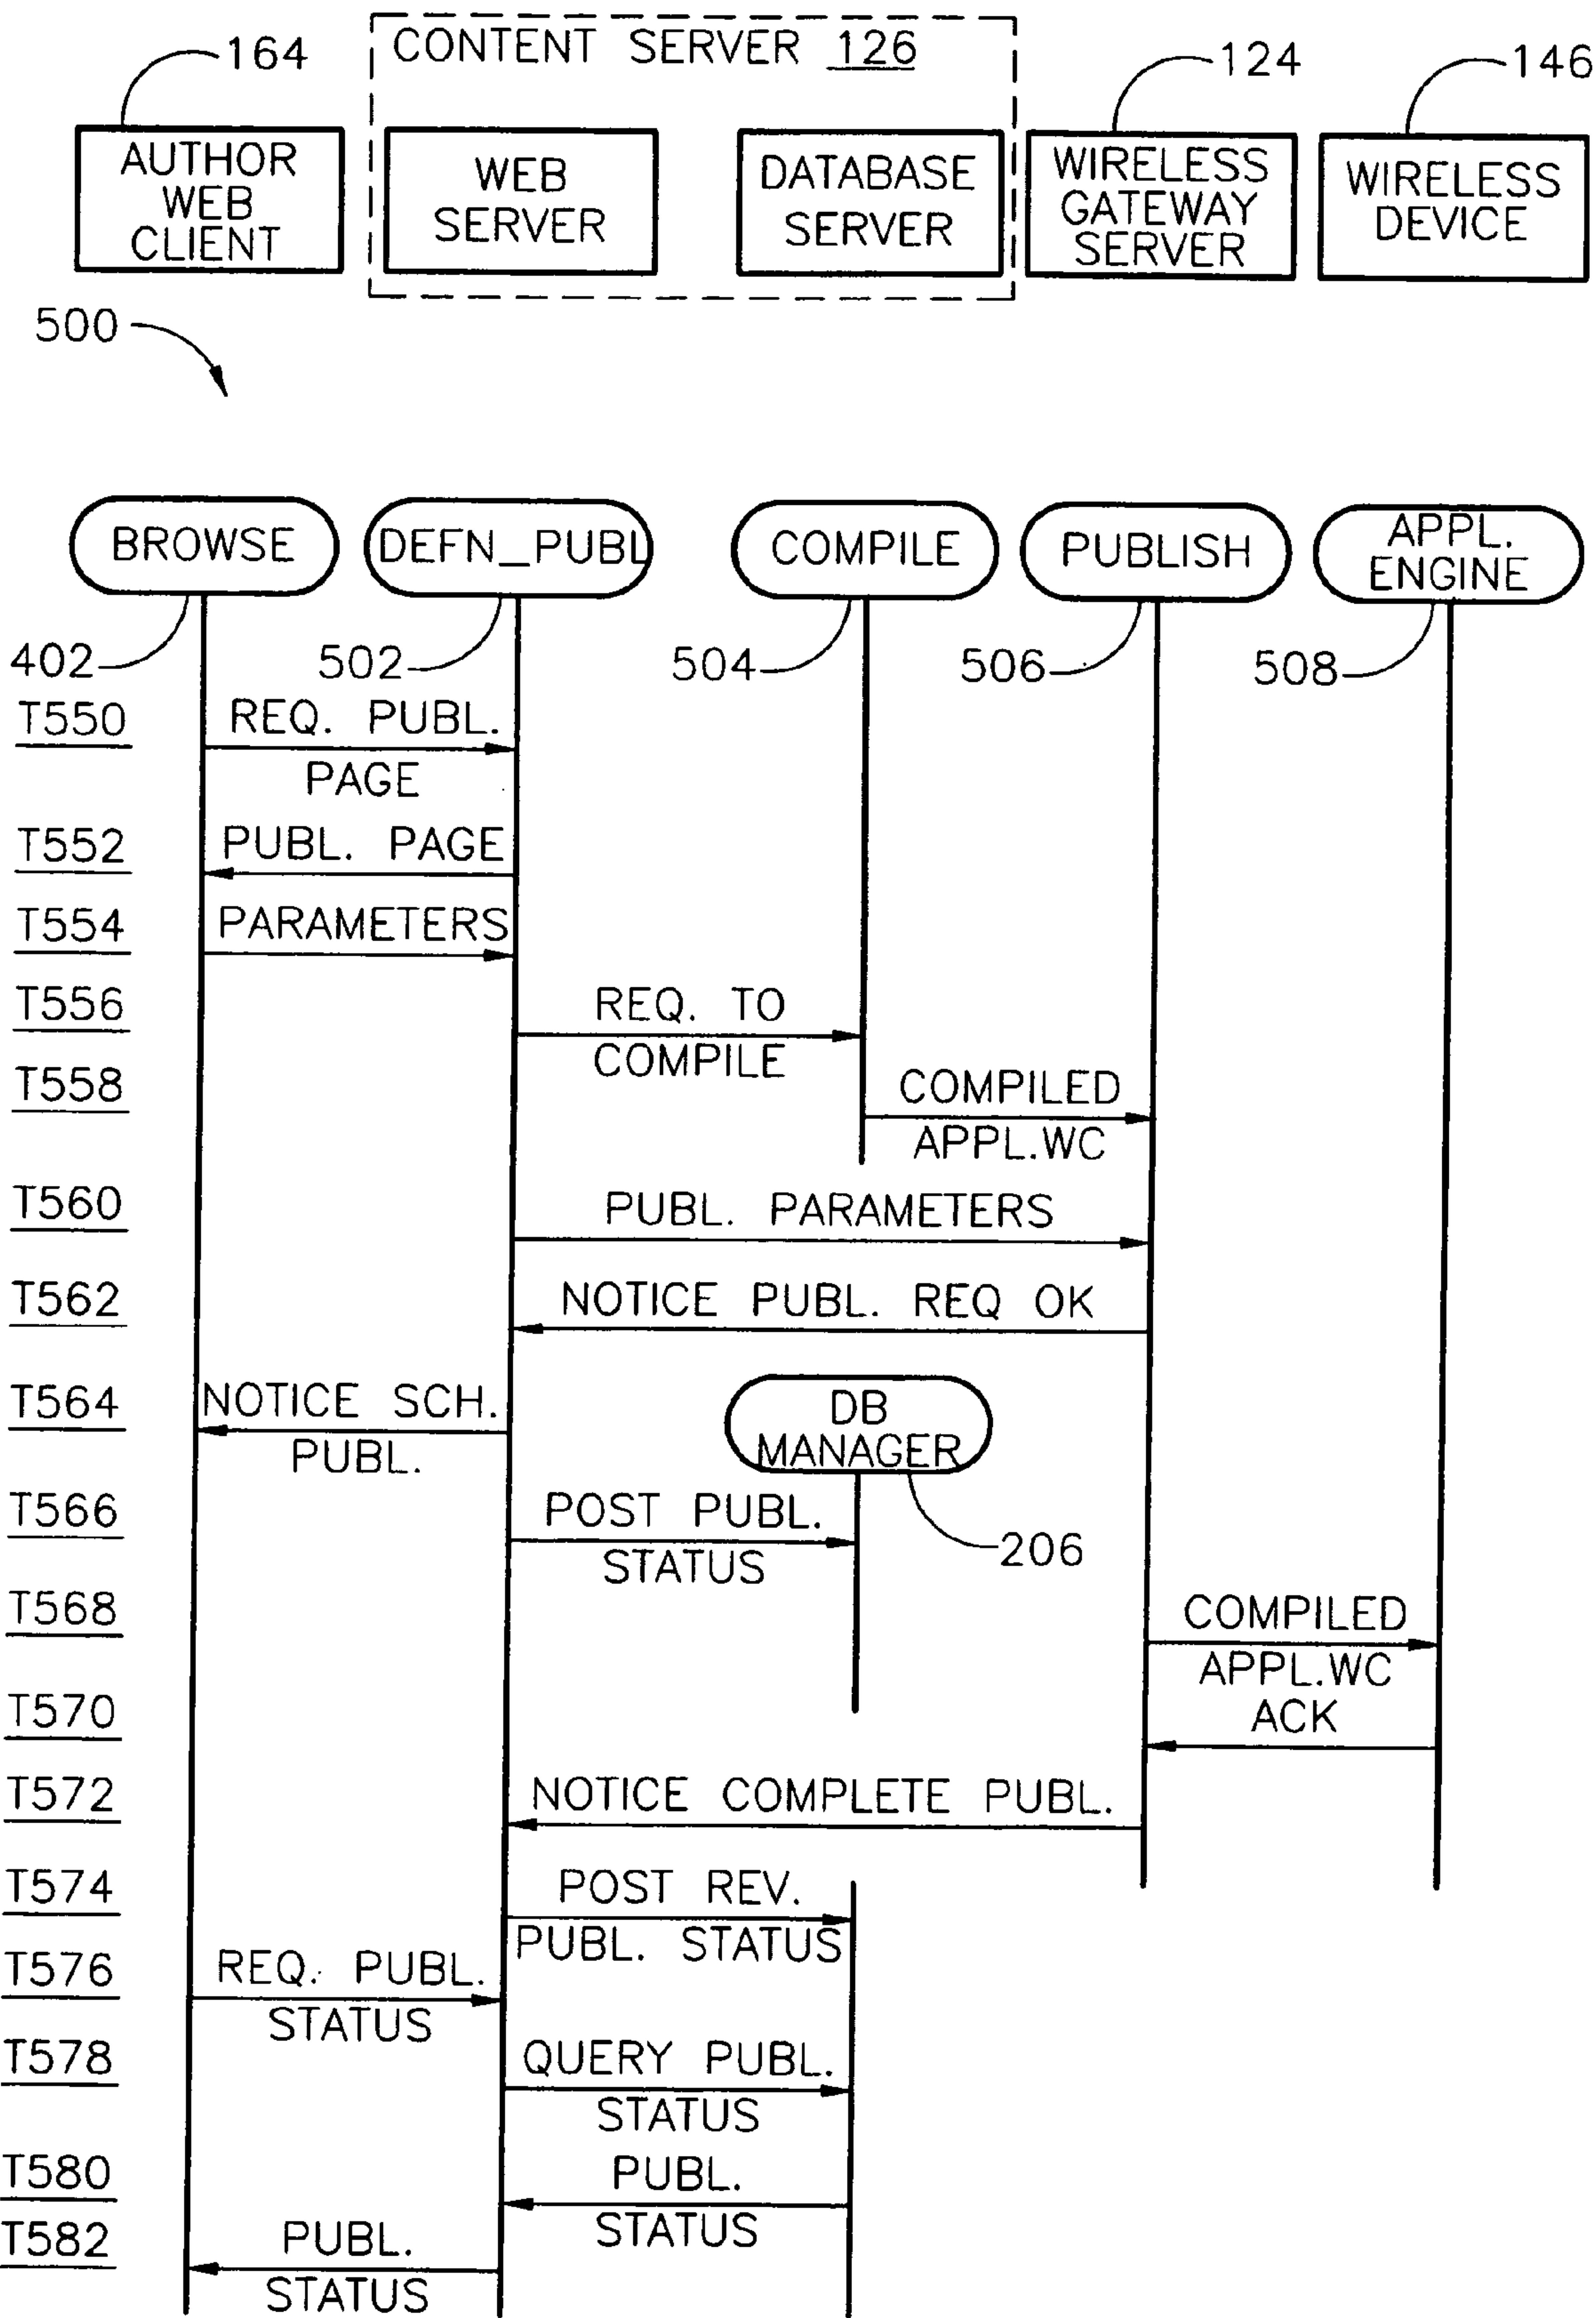 CONTENT SERVER 126
164
124
146
AUTHOR
WEB
CLIENT
WEB
SERVER
DATABASE
SERVER
WIRELESS
GATEWAY
SERVER
WIRELESS
DEVICE
500
BROWSE
DEFN_PUBL
COMPILE
PUBLISH
APPL.
ENGINE
402
502
504
506
508
T550
REQ. PUBL.
PAGE
T552
PUBL. PAGE
T554
PARAMETERS
T556
REQ. TO
COMPILE
T558
COMPILED
APPL.WC
T560
PUBL. PARAMETERS
T562
NOTICE PUBL. REQ OK
T564
NOTICE SCH.
PUBL.
DB
MANAGER
206
T566
POST PUBL.
STATUS
T568
COMPILED
APPL.WC
T570
ACK
T572
NOTICE COMPLETE PUBL.
T574
POST REV.
PUBL. STATUS
T576
REQ. PUBL.
STATUS
T578
QUERY PUBL.
STATUS
T580
PUBL.
STATUS
T582
PUBL.
STATUS